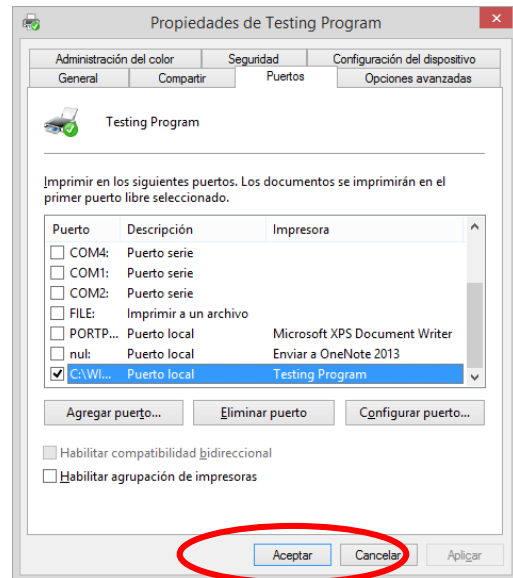 Propiedades de Testing Program
Administración del color Seguridad Configuración del dispositivo
General Compartir Puertos Opciones avanzadas
Testing Program
Imprimir en los siguientes puertos. Los documentos se imprimirán en el
primer puerto libre seleccionado.
Puerto Descripción Impresora
COM4: Puerto serie
COM1: Puerto serie
COM2: Puerto serie
FILE: Imprimir a un archivo
PORTP... Puerto local Microsoft XPS Document Writer
nul: Puerto local Enviar a OneNote 2013
C:\WI... Puerto local Testing Program
Agregar puerto... Eliminar puerto Configurar puerto...
Habilitar compatibilidad bidireccional
Habilitar agrupación de impresoras
Aceptar Cancelar Aplicar